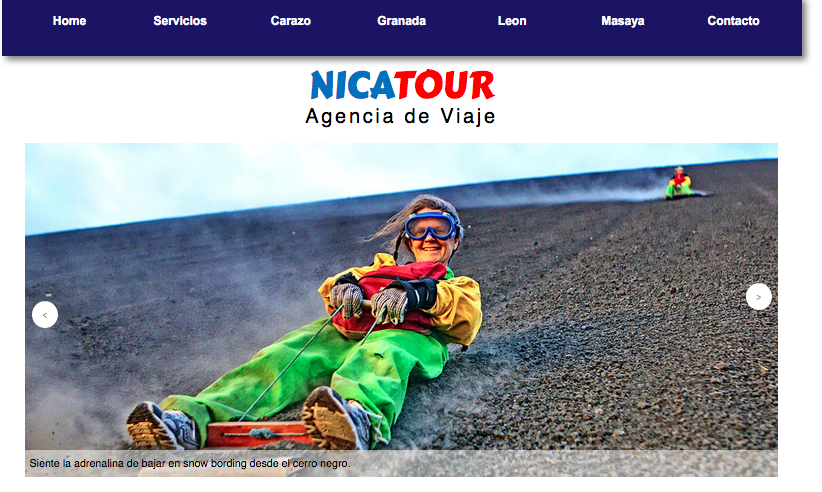 Home Servicios Carazo Granada Leon Masaya Contacto
NICATOUR
Agencia de Viaje
< >
Siente la adrenalina de bajar en snow bording desde el cerro negro.